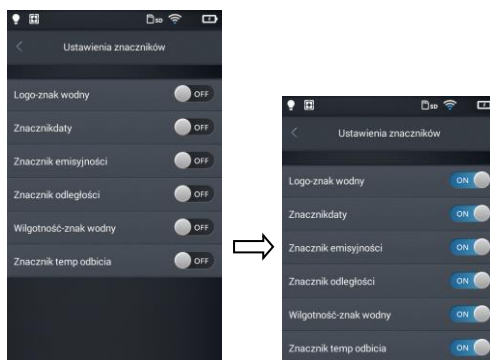 SD
Ustawienia znaczników
Logo-znak wodny OFF
Znacznikdaty OFF
Znacznik emisyjności OFF
Znacznik odległości OFF
Wilgotność-znak wodny OFF
Znacznik temp odbicia OFF
SD
Ustawienia znaczników
Logo-znak wodny ON
Znacznikdaty ON
Znacznik emisyjności ON
Znacznik odległości ON
Wilgotność-znak wodny ON
Znacznik temp odbicia ON